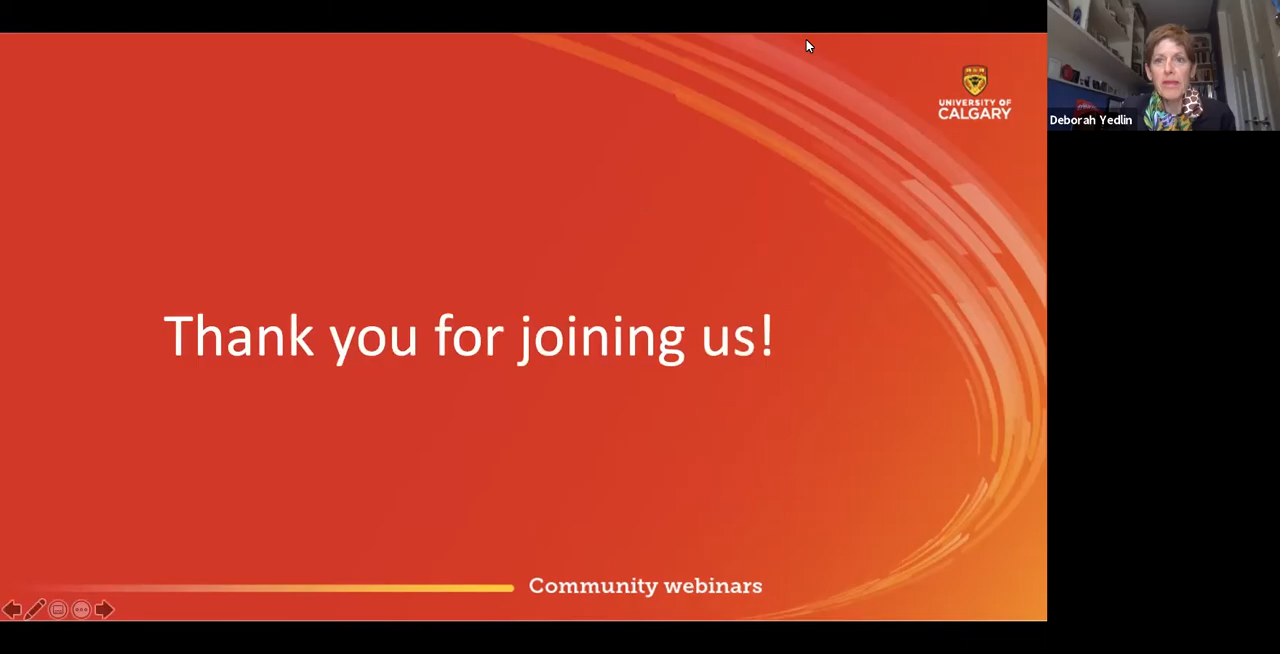 UNIVERSITY OF
CALGARY
Deborah Yedlin
Thank you for joining us!
Community webinars